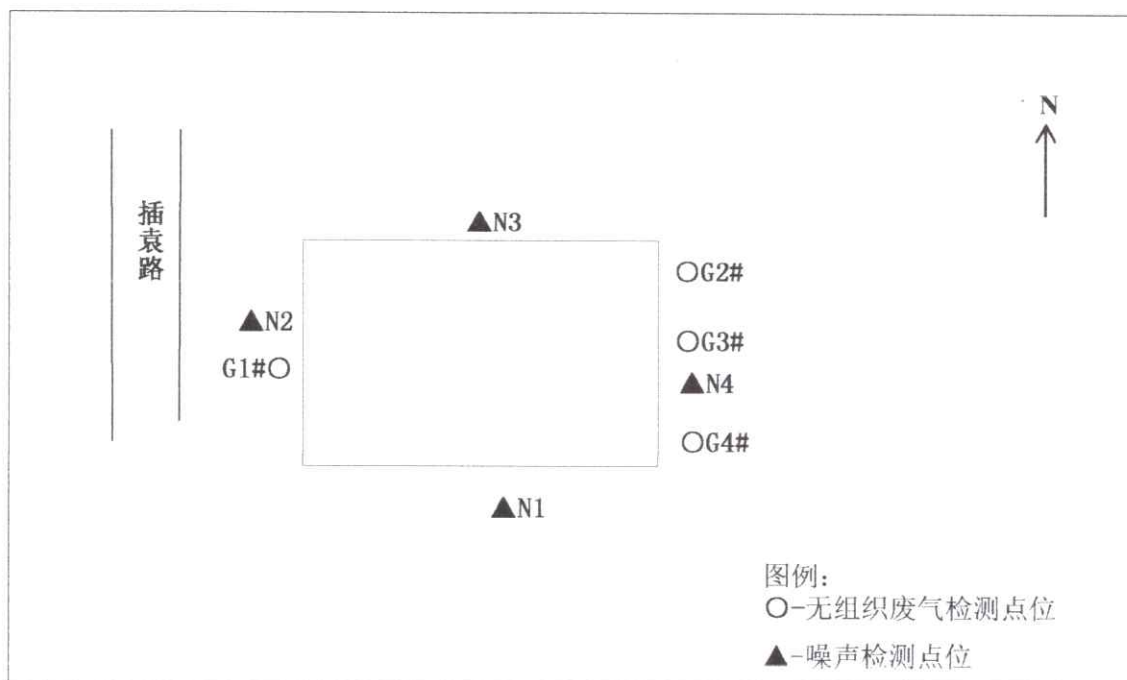 N
插袁路
▲N3
○G2#
▲N2
○G3#
G1#○
▲N4
○G4#
▲N1
图例：
○-无组织废气检测点位
▲-噪声检测点位